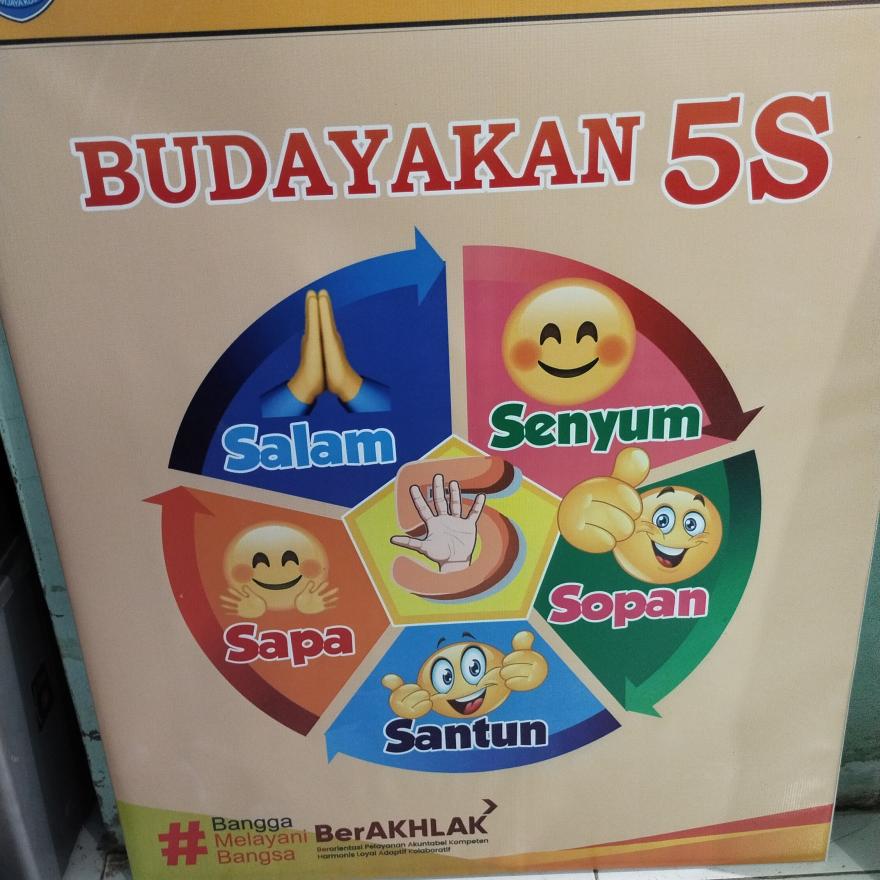 BUDAYAKAN 5S
Salam
Senyum
5
Sopan
Sapa
Santun
#
Bangga
Melayani
Bangsa
BerAKHLAK
Berorientasi Pelayanan Akuntabel Kompeten
Harmonis Loyal Adaptif Kolaboratif